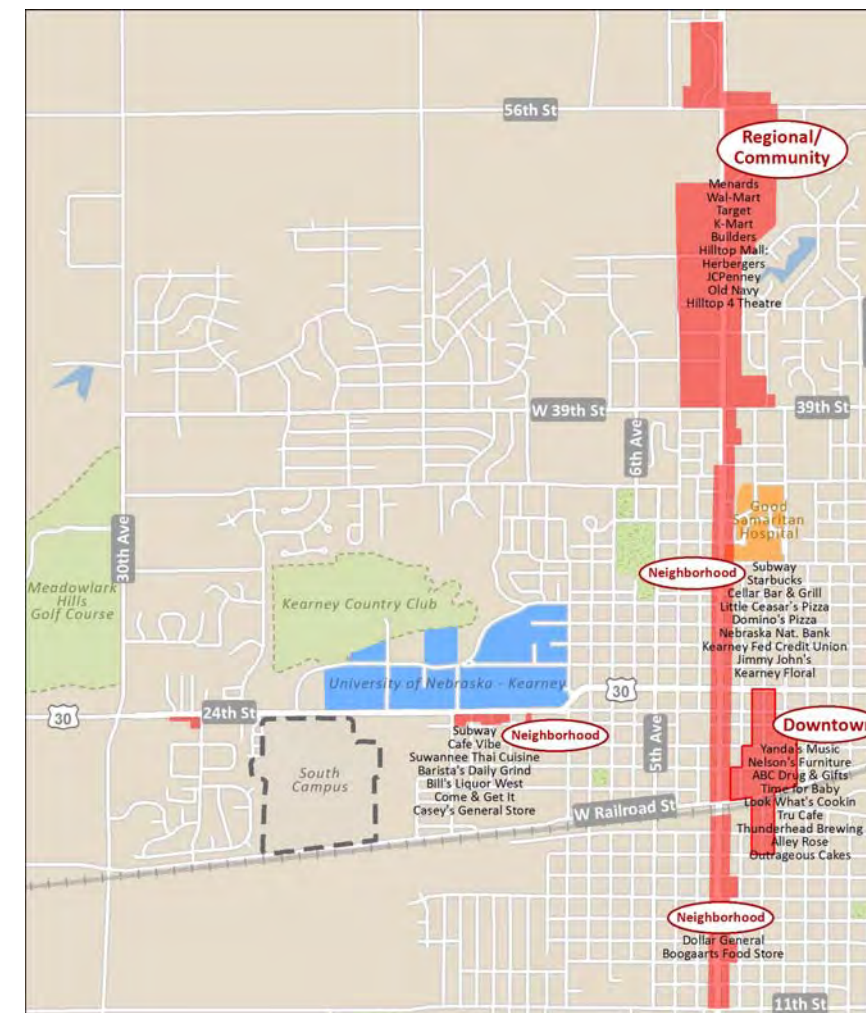 56th St
Regional/
Community
Menards
Wal-Mart
Target
K-Mart
Builders
Hilltop Mall:
Herbergers
JCPenney
Old Navy
Hilltop 4 Theatre
W 39th St
39th St
6th Ave
30th Ave
Good
Samaritan
Hospital
Meadowlark
Hills
Golf Course
Kearney Country Club
Neighborhood
Subway
Starbucks
Cellar Bar & Grill
Little Ceasar's Pizza
Domino's Pizza
Nebraska Nat. Bank
Kearney Fed Credit Union
Jimmy John's
Kearney Floral
University of Nebraska - Kearney
30
30
24th St
Neighborhood
Subway
Cafe Vibe
Suwannee Thai Cuisine
Barista's Daily Grind
Bill's Liquor West
Come & Get It
Casey's General Store
South
Campus
5th Ave
W Railroad St
Downtown
Yanda's Music
Nelson's Furniture
ABC Drug & Gifts
Time for Baby
Look What's Cookin
Tru Cafe
Thunderhead Brewing
Alley Rose
Outrageous Cakes
Neighborhood
Dollar General
Boogaarts Food Store
11th St